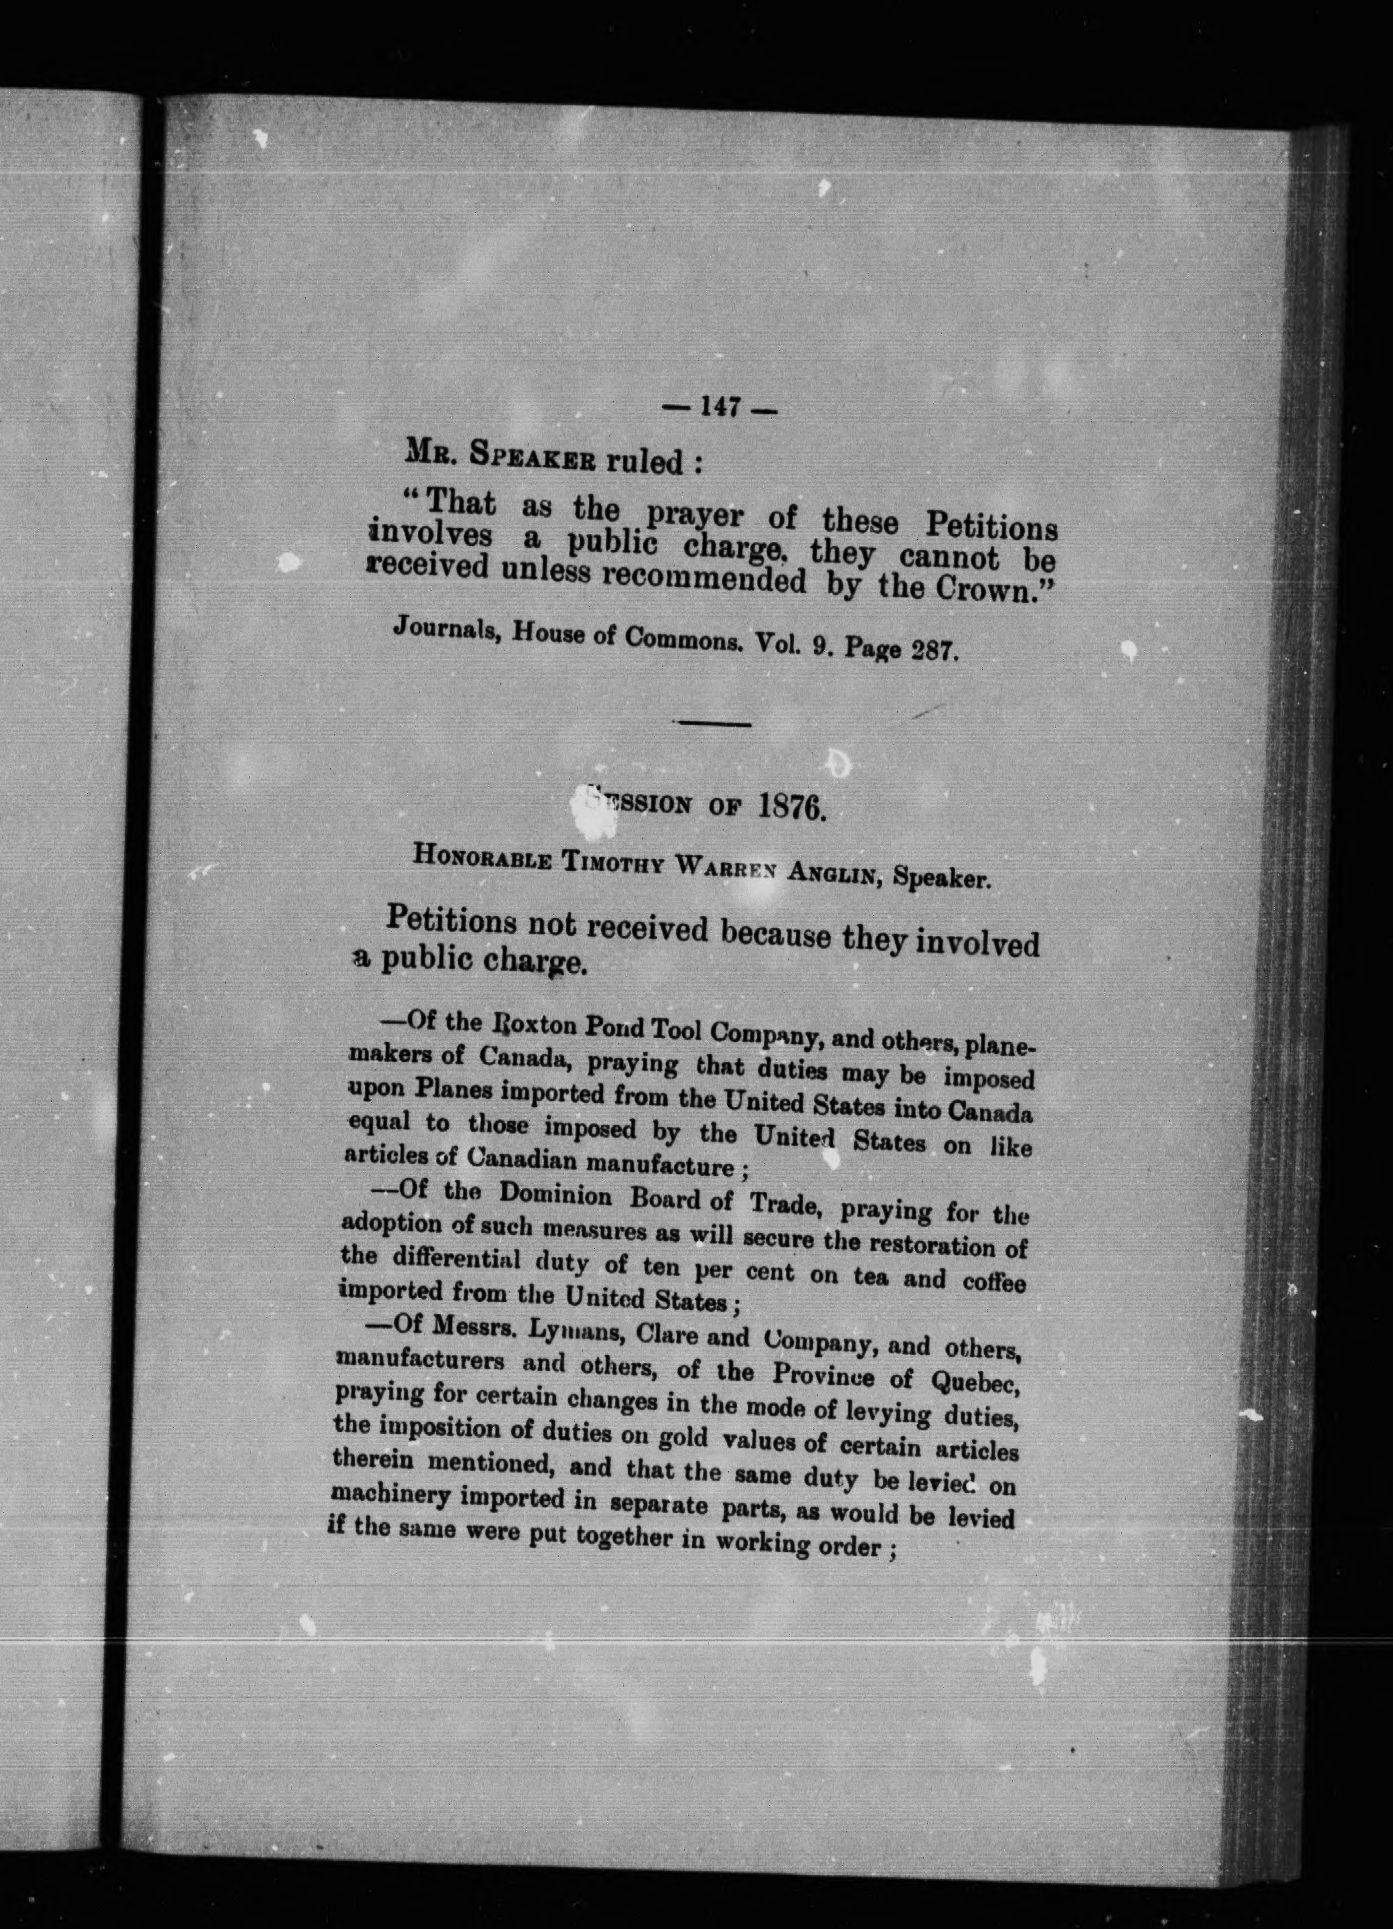 — 147 —
MR. SPEAKER ruled :
“That as the prayer of these Petitions
involves a public charge, they cannot be
received unless recommended by the Crown.”
Journals, House of Commons. Vol. 9. Page 287.
SESSION OF 1876.
HONORABLE TIMOTHY WARREN ANGLIN, Speaker.
Petitions not received because they involved
a public charge.
—Of the Roxton Pond Tool Company, and others, plane-
makers of Canada, praying that duties may be imposed
upon Planes imported from the United States into Canada
equal to those imposed by the United States on like
articles of Canadian manufacture ;
—Of the Dominion Board of Trade, praying for the
adoption of such measures as will secure the restoration of
the differential duty of ten per cent on tea and coffee
imported from the United States ;
—Of Messrs. Lymans, Clare and Company, and others,
manufacturers and others, of the Province of Quebec,
praying for certain changes in the mode of levying duties,
the imposition of duties on gold values of certain articles
therein mentioned, and that the same duty be levied on
machinery imported in separate parts, as would be levied
if the same were put together in working order ;